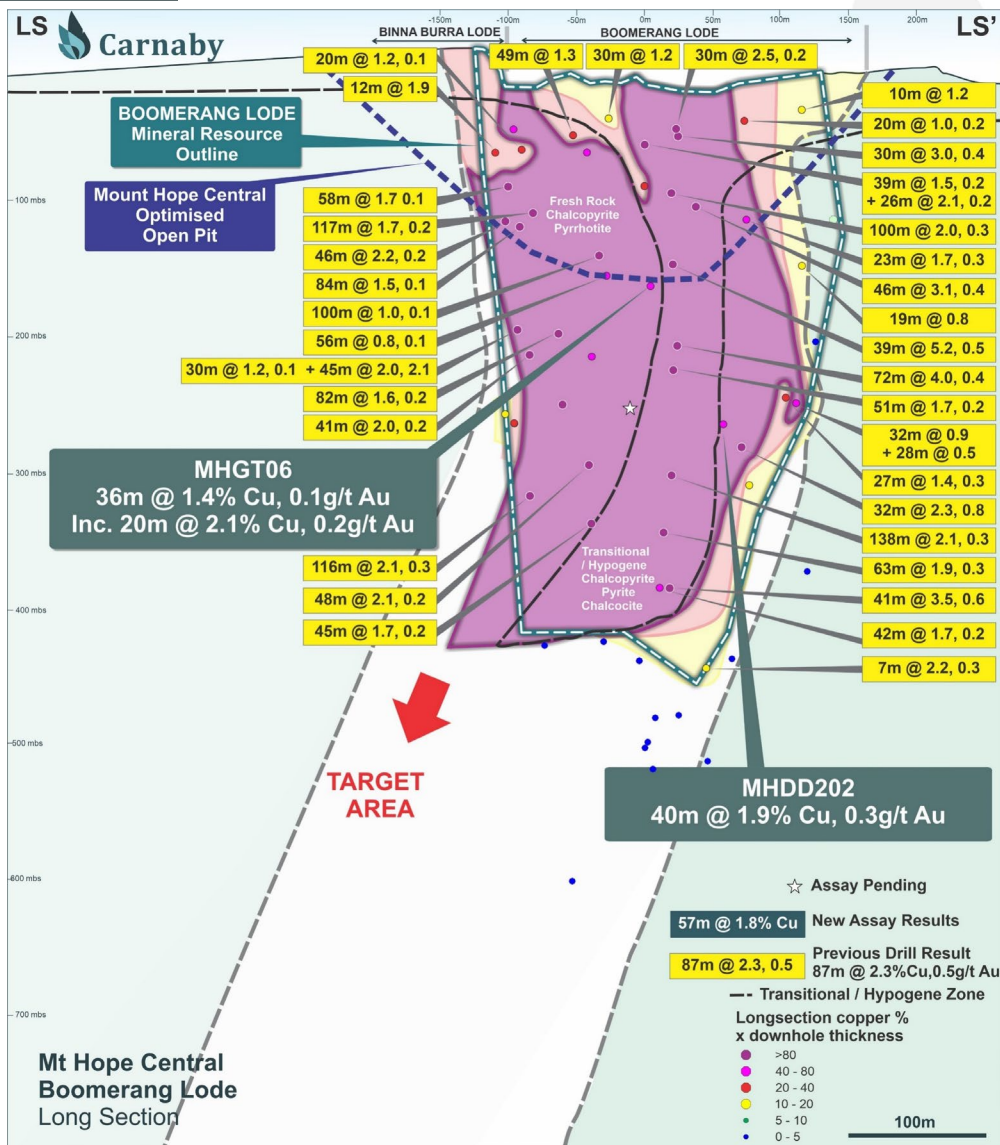 LS
LS'
Carnaby
-150m
-100m
-50m
0m
50m
100m
150m
200m
BINNA BURRA LODE
BOOMERANG LODE
20m @ 1.2, 0.1
49m @ 1.3
30m @ 1.2
30m @ 2.5, 0.2
12m @ 1.9
BOOMERANG LODE
Mineral Resource
Outline
Mount Hope Central
Optimised
Open Pit
58m @ 1.7 0.1
117m @ 1.7, 0.2
46m @ 2.2, 0.2
84m @ 1.5, 0.1
100m @ 1.0, 0.1
56m @ 0.8, 0.1
30m @ 1.2, 0.1 + 45m @ 2.0, 2.1
82m @ 1.6, 0.2
41m @ 2.0, 0.2
MHGT06
36m @ 1.4% Cu, 0.1g/t Au
Inc. 20m @ 2.1% Cu, 0.2g/t Au
116m @ 2.1, 0.3
48m @ 2.1, 0.2
45m @ 1.7, 0.2
10m @ 1.2
20m @ 1.0, 0.2
30m @ 3.0, 0.4
39m @ 1.5, 0.2
+ 26m @ 2.1, 0.2
100m @ 2.0, 0.3
23m @ 1.7, 0.3
46m @ 3.1, 0.4
19m @ 0.8
39m @ 5.2, 0.5
72m @ 4.0, 0.4
51m @ 1.7, 0.2
32m @ 0.9
+ 28m @ 0.5
27m @ 1.4, 0.3
32m @ 2.3, 0.8
138m @ 2.1, 0.3
63m @ 1.9, 0.3
41m @ 3.5, 0.6
42m @ 1.7, 0.2
7m @ 2.2, 0.3
Fresh Rock
Chalcopyrite
Pyrrhotite
Transitional
/ Hypogene
Chalcopyrite
Pyrite
Chalcocite
100 mbs
200 mbs
300 mbs
400 mbs
500 mbs
600 mbs
700 mbs
TARGET
AREA
MHDD202
40m @ 1.9% Cu, 0.3g/t Au
Assay Pending
57m @ 1.8% Cu New Assay Results
87m @ 2.3, 0.5
Previous Drill Result
87m @ 2.3%Cu,0.5g/t Au
Transitional / Hypogene Zone
Longsection copper %
x downhole thickness
>80
40 - 80
20 - 40
10 - 20
5 - 10
0 - 5
100m
Mt Hope Central
Boomerang Lode
Long Section